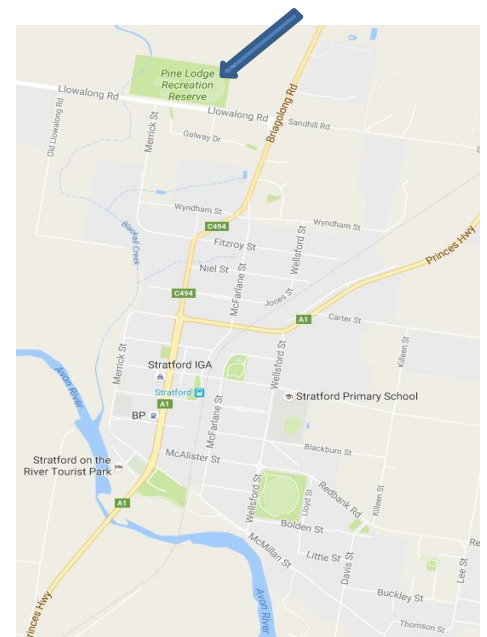 Pine Lodge
Recreation
Reserve
Llowalong Rd
Llowalong Rd
Briagolong Rd
Sandhill Rd
Old Llowalong Rd
Merrick St
Galway Dr
Wyndham St
Wyndham St
C494
Blackall Creek
Fitzroy St
Wellsford St
Princes Hwy
Niel St
McFarlane St
C494
Jones St
A1
Carter St
Killeen St
Merrick St
Stratford IGA
Wellsford St
Stratford
Stratford Primary School
Avon River
A1
BP
McFarlane St
Blackburn St
McAlister St
Stratford on the
River Tourist Park
Redbank Rd
Lloyd St
Killeen St
A1
Wellsford St
Bolden St
McMillan St
Little St
Davis St
Re
Lee St
Buckley St
Avon River
inces Hwy
Thomson St